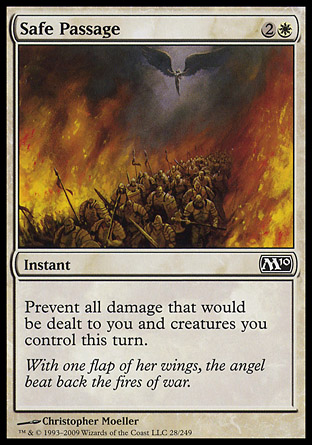 Safe Passage 2
Instant M10
Prevent all damage that would
be dealt to you and creatures you
control this turn.
With one flap of her wings, the angel
beat back the fires of war.
Christopher Moeller
™ & © 1993–2009 Wizards of the Coast LLC 28/249